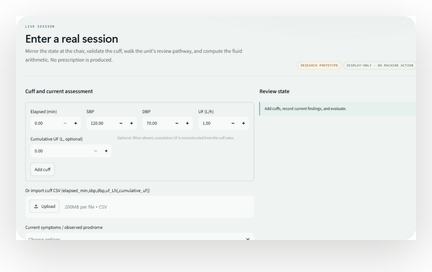 LIVE SESSION
Enter a real session
Mirror the state at the chair, validate the cuff, walk the unit's review pathway, and compute the fluid
arithmetic. No prescription is produced.
RESEARCH PROTOTYPE
DISPLAY-ONLY · NO MACHINE ACTION
Cuff and current assessment
Review state
Elapsed (min)
SBP
DBP
UF (L/h)
0.00
120.00
70.00
1.00
Add cuffs, record current findings, and evaluate.
Cumulative UF (L, optional)
0.00
Add cuff
Or import cuff CSV (elapsed_min,sbp,dbp,uf_l_h[,cumulative_uf])
Upload
200MB per file • CSV
Current symptoms / observed prodrome
Choose options